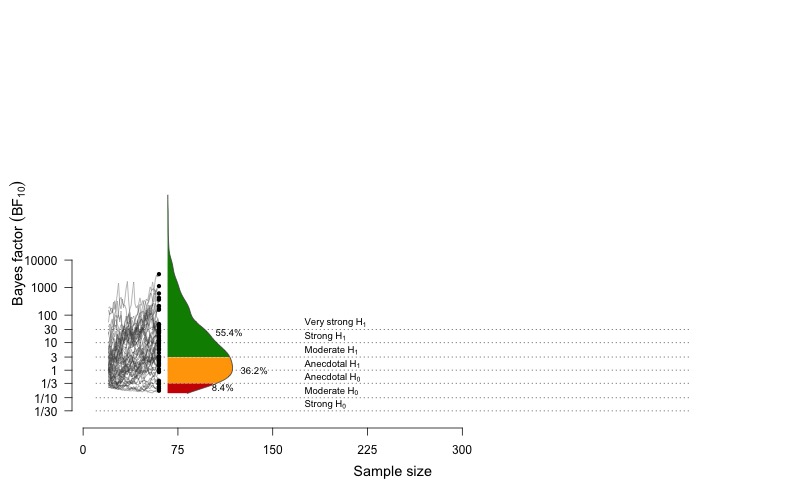 Bayes factor (BF₁₀)
10000
1000
100
30
10
3
1
1/3
1/10
1/30
Very strong H₁
Strong H₁
Moderate H₁
Anecdotal H₁
Anecdotal H₀
Moderate H₀
Strong H₀
55.4%
36.2%
8.4%
0
75
150
225
300
Sample size